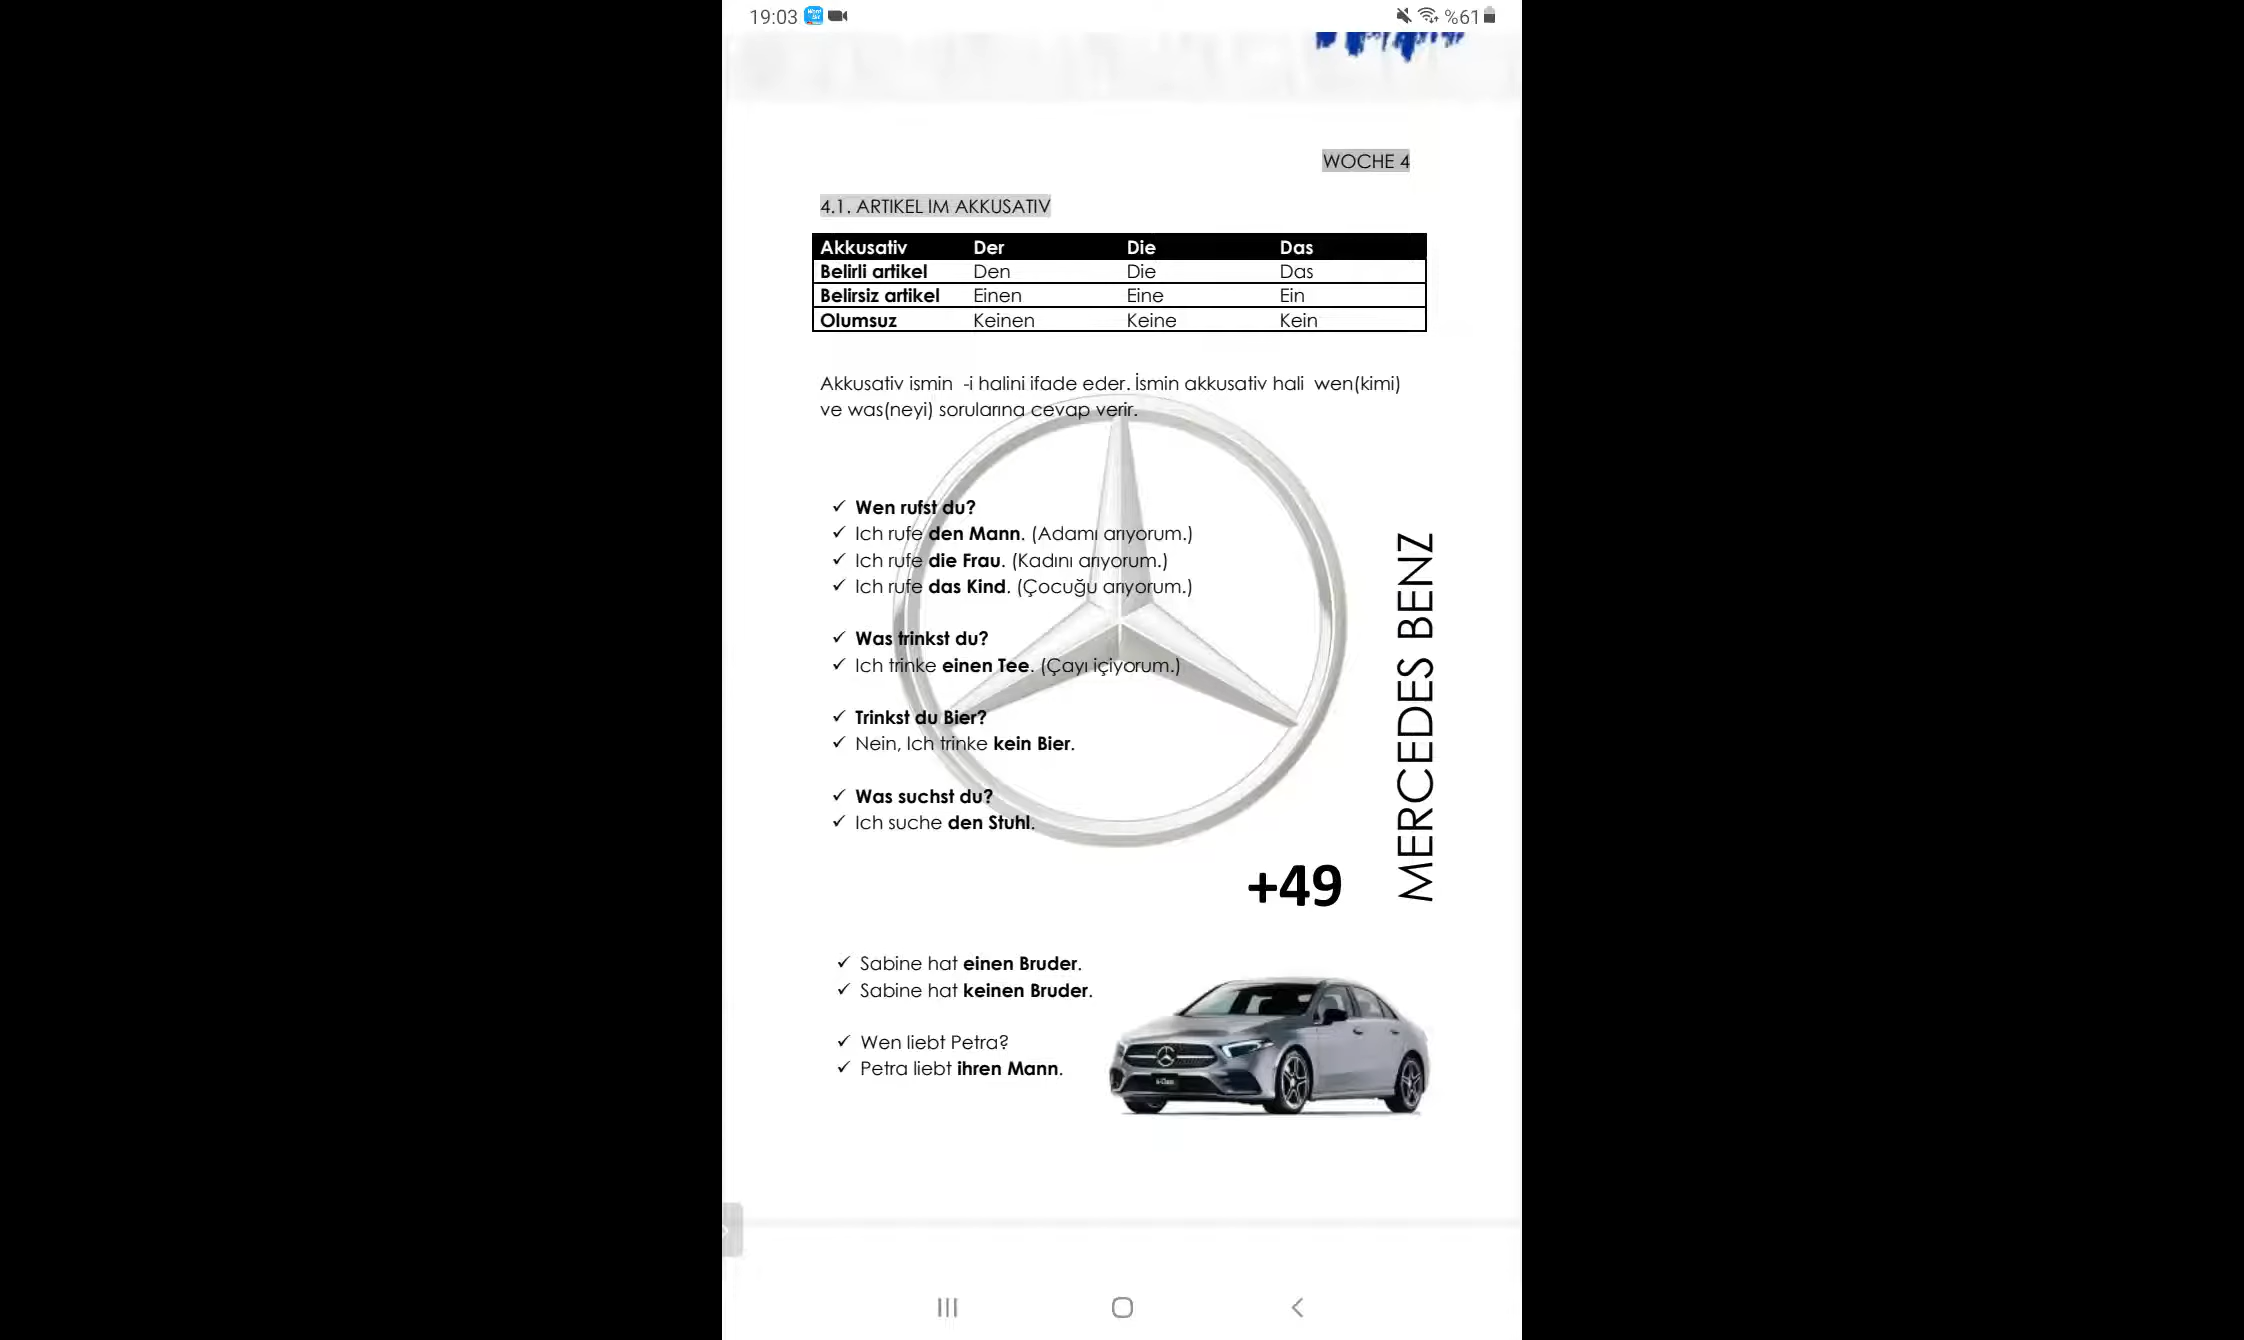 19:03
%61
WOCHE 4
4.1. ARTIKEL IM AKKUSATIV
Akkusativ Der Die Das
Belirli artikel Den Die Das
Belirsiz artikel Einen Eine Ein
Olumsuz Keinen Keine Kein
Akkusativ ismin -i halini ifade eder. İsmin akkusativ hali wen(kimi)
ve was(neyi) sorularına cevap verir.
✓ Wen rufst du?
✓ Ich rufe den Mann. (Adamı arıyorum.)
✓ Ich rufe die Frau. (Kadını arıyorum.)
✓ Ich rufe das Kind. (Çocuğu arıyorum.)
✓ Was trinkst du?
✓ Ich trinke einen Tee. (Çayı içiyorum.)
✓ Trinkst du Bier?
✓ Nein, Ich trinke kein Bier.
✓ Was suchst du?
✓ Ich suche den Stuhl.
MERCEDES BENZ
+49
✓ Sabine hat einen Bruder.
✓ Sabine hat keinen Bruder.
✓ Wen liebt Petra?
✓ Petra liebt ihren Mann.